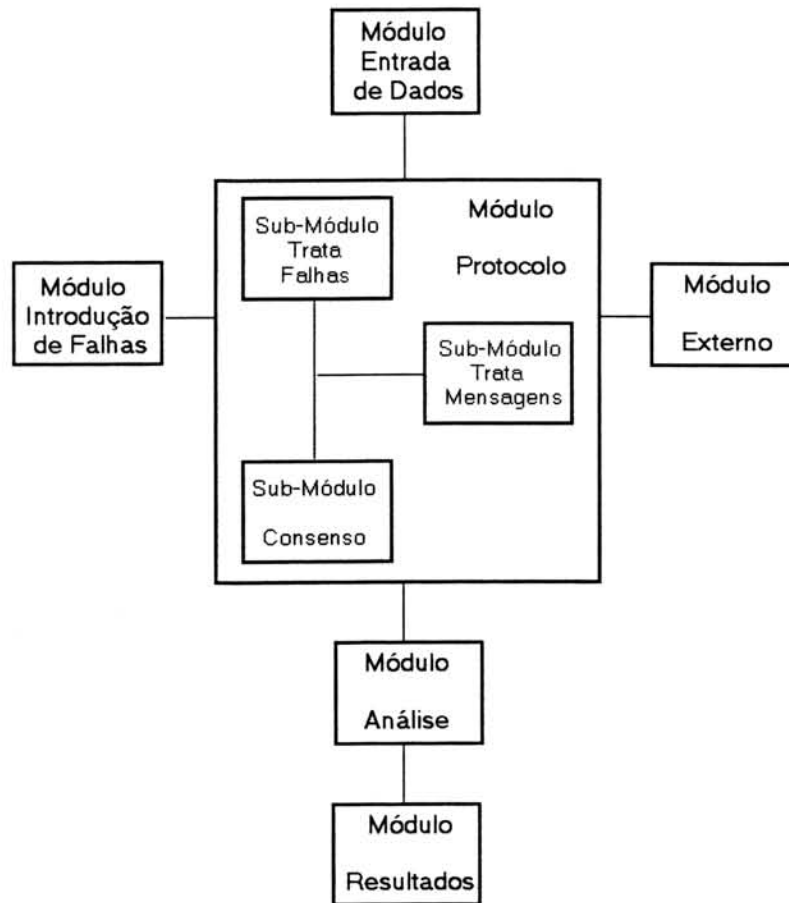 Módulo
Entrada
de Dados
Sub-Módulo
Trata
Falhas
Módulo
Protocolo
Módulo
Introdução
de Falhas
Módulo
Externo
Sub-Módulo
Trata
Mensagens
Sub-Módulo
Consenso
Módulo
Análise
Módulo
Resultados